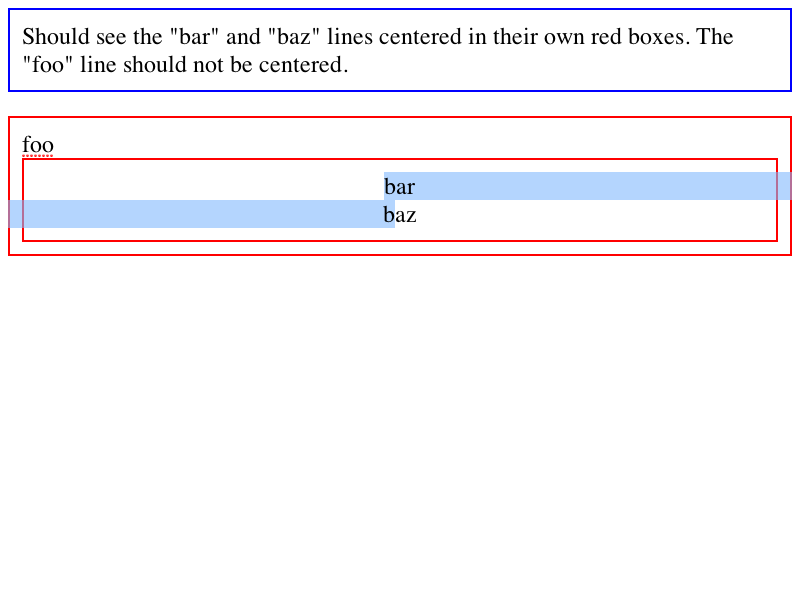 Should see the "bar" and "baz" lines centered in their own red boxes. The
"foo" line should not be centered.
foo
bar
baz